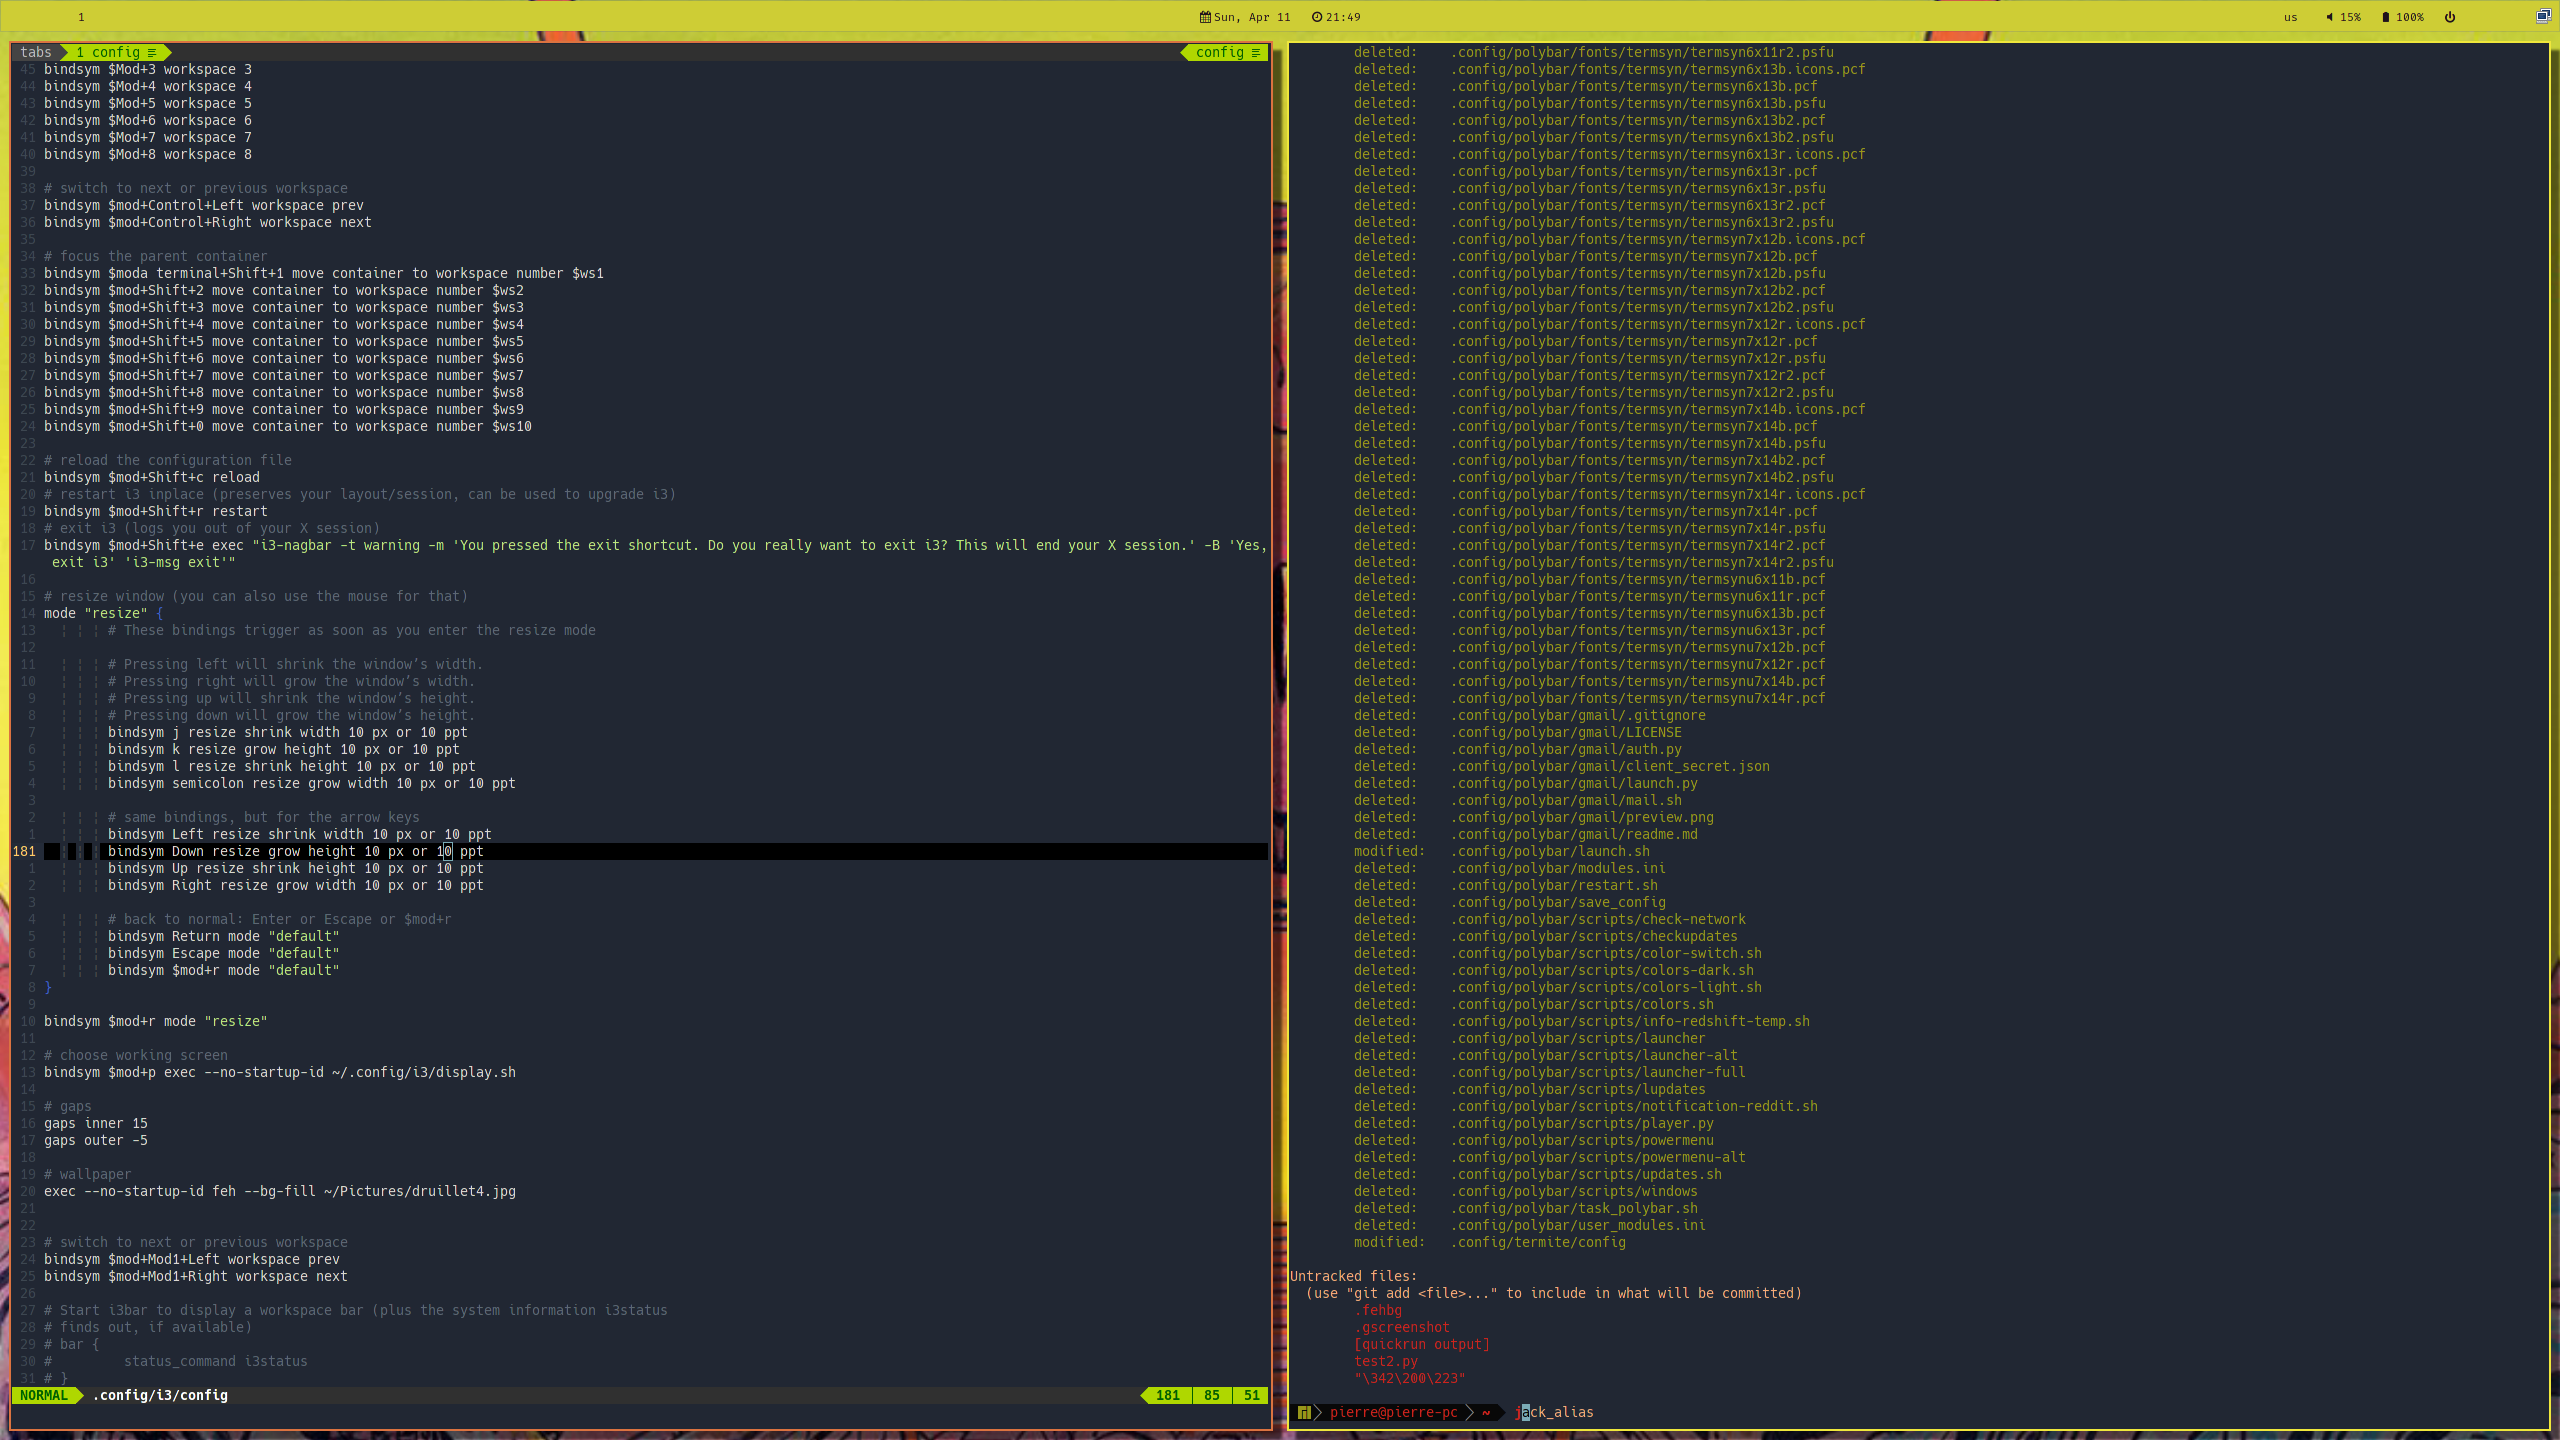 1
Sun, Apr 11 21:49
us 15% 100%
tabs 1 config config
45 bindsym $Mod+3 workspace 3
44 bindsym $Mod+4 workspace 4
43 bindsym $Mod+5 workspace 5
42 bindsym $Mod+6 workspace 6
41 bindsym $Mod+7 workspace 7
40 bindsym $Mod+8 workspace 8
39
38 # switch to next or previous workspace
37 bindsym $mod+Control+Left workspace prev
36 bindsym $mod+Control+Right workspace next
35
34 # focus the parent container
33 bindsym $moda terminal+Shift+1 move container to workspace number $ws1
32 bindsym $mod+Shift+2 move container to workspace number $ws2
31 bindsym $mod+Shift+3 move container to workspace number $ws3
30 bindsym $mod+Shift+4 move container to workspace number $ws4
29 bindsym $mod+Shift+5 move container to workspace number $ws5
28 bindsym $mod+Shift+6 move container to workspace number $ws6
27 bindsym $mod+Shift+7 move container to workspace number $ws7
26 bindsym $mod+Shift+8 move container to workspace number $ws8
25 bindsym $mod+Shift+9 move container to workspace number $ws9
24 bindsym $mod+Shift+0 move container to workspace number $ws10
23
22 # reload the configuration file
21 bindsym $mod+Shift+c reload
20 # restart i3 inplace (preserves your layout/session, can be used to upgrade i3)
19 bindsym $mod+Shift+r restart
18 # exit i3 (logs you out of your X session)
17 bindsym $mod+Shift+e exec "i3-nagbar -t warning -m 'You pressed the exit shortcut. Do you really want to exit i3? This will end your X session.' -B 'Yes,
exit i3' 'i3-msg exit'"
16
15 # resize window (you can also use the mouse for that)
14 mode "resize" {
13 ¦ ¦ ¦ # These bindings trigger as soon as you enter the resize mode
12
11 ¦ ¦ ¦ # Pressing left will shrink the window’s width.
10 ¦ ¦ ¦ # Pressing right will grow the window’s width.
9 ¦ ¦ ¦ # Pressing up will shrink the window’s height.
8 ¦ ¦ ¦ # Pressing down will grow the window’s height.
7 ¦ ¦ ¦ bindsym j resize shrink width 10 px or 10 ppt
6 ¦ ¦ ¦ bindsym k resize grow height 10 px or 10 ppt
5 ¦ ¦ ¦ bindsym l resize shrink height 10 px or 10 ppt
4 ¦ ¦ ¦ bindsym semicolon resize grow width 10 px or 10 ppt
3
2 ¦ ¦ ¦ # same bindings, but for the arrow keys
1 ¦ ¦ ¦ bindsym Left resize shrink width 10 px or 10 ppt
181 ¦ ¦ ¦ bindsym Down resize grow height 10 px or 10 ppt
1 ¦ ¦ ¦ bindsym Up resize shrink height 10 px or 10 ppt
2 ¦ ¦ ¦ bindsym Right resize grow width 10 px or 10 ppt
3
4 ¦ ¦ ¦ # back to normal: Enter or Escape or $mod+r
5 ¦ ¦ ¦ bindsym Return mode "default"
6 ¦ ¦ ¦ bindsym Escape mode "default"
7 ¦ ¦ ¦ bindsym $mod+r mode "default"
8 }
9
10 bindsym $mod+r mode "resize"
11
12 # choose working screen
13 bindsym $mod+p exec --no-startup-id ~/.config/i3/display.sh
14
15 # gaps
16 gaps inner 15
17 gaps outer -5
18
19 # wallpaper
20 exec --no-startup-id feh --bg-fill ~/Pictures/druillet4.jpg
21
22
23 # switch to next or previous workspace
24 bindsym $mod+Mod1+Left workspace prev
25 bindsym $mod+Mod1+Right workspace next
26
27 # Start i3bar to display a workspace bar (plus the system information i3status
28 # finds out, if available)
29 # bar {
30 # status_command i3status
31 # }
NORMAL .config/i3/config 181 85 51
deleted: .config/polybar/fonts/termsyn/termsyn6x11r2.psfu
deleted: .config/polybar/fonts/termsyn/termsyn6x13b.icons.pcf
deleted: .config/polybar/fonts/termsyn/termsyn6x13b.pcf
deleted: .config/polybar/fonts/termsyn/termsyn6x13b.psfu
deleted: .config/polybar/fonts/termsyn/termsyn6x13b2.pcf
deleted: .config/polybar/fonts/termsyn/termsyn6x13b2.psfu
deleted: .config/polybar/fonts/termsyn/termsyn6x13r.icons.pcf
deleted: .config/polybar/fonts/termsyn/termsyn6x13r.pcf
deleted: .config/polybar/fonts/termsyn/termsyn6x13r.psfu
deleted: .config/polybar/fonts/termsyn/termsyn6x13r2.pcf
deleted: .config/polybar/fonts/termsyn/termsyn6x13r2.psfu
deleted: .config/polybar/fonts/termsyn/termsyn7x12b.icons.pcf
deleted: .config/polybar/fonts/termsyn/termsyn7x12b.pcf
deleted: .config/polybar/fonts/termsyn/termsyn7x12b.psfu
deleted: .config/polybar/fonts/termsyn/termsyn7x12b2.pcf
deleted: .config/polybar/fonts/termsyn/termsyn7x12b2.psfu
deleted: .config/polybar/fonts/termsyn/termsyn7x12r.icons.pcf
deleted: .config/polybar/fonts/termsyn/termsyn7x12r.pcf
deleted: .config/polybar/fonts/termsyn/termsyn7x12r.psfu
deleted: .config/polybar/fonts/termsyn/termsyn7x12r2.pcf
deleted: .config/polybar/fonts/termsyn/termsyn7x12r2.psfu
deleted: .config/polybar/fonts/termsyn/termsyn7x14b.icons.pcf
deleted: .config/polybar/fonts/termsyn/termsyn7x14b.pcf
deleted: .config/polybar/fonts/termsyn/termsyn7x14b.psfu
deleted: .config/polybar/fonts/termsyn/termsyn7x14b2.pcf
deleted: .config/polybar/fonts/termsyn/termsyn7x14b2.psfu
deleted: .config/polybar/fonts/termsyn/termsyn7x14r.icons.pcf
deleted: .config/polybar/fonts/termsyn/termsyn7x14r.pcf
deleted: .config/polybar/fonts/termsyn/termsyn7x14r.psfu
deleted: .config/polybar/fonts/termsyn/termsyn7x14r2.pcf
deleted: .config/polybar/fonts/termsyn/termsyn7x14r2.psfu
deleted: .config/polybar/fonts/termsyn/termsynu6x11b.pcf
deleted: .config/polybar/fonts/termsyn/termsynu6x11r.pcf
deleted: .config/polybar/fonts/termsyn/termsynu6x13b.pcf
deleted: .config/polybar/fonts/termsyn/termsynu6x13r.pcf
deleted: .config/polybar/fonts/termsyn/termsynu7x12b.pcf
deleted: .config/polybar/fonts/termsyn/termsynu7x12r.pcf
deleted: .config/polybar/fonts/termsyn/termsynu7x14b.pcf
deleted: .config/polybar/fonts/termsyn/termsynu7x14r.pcf
deleted: .config/polybar/gmail/.gitignore
deleted: .config/polybar/gmail/LICENSE
deleted: .config/polybar/gmail/auth.py
deleted: .config/polybar/gmail/client_secret.json
deleted: .config/polybar/gmail/launch.py
deleted: .config/polybar/gmail/mail.sh
deleted: .config/polybar/gmail/preview.png
deleted: .config/polybar/gmail/readme.md
modified: .config/polybar/launch.sh
deleted: .config/polybar/modules.ini
deleted: .config/polybar/restart.sh
deleted: .config/polybar/save_config
deleted: .config/polybar/scripts/check-network
deleted: .config/polybar/scripts/checkupdates
deleted: .config/polybar/scripts/color-switch.sh
deleted: .config/polybar/scripts/colors-dark.sh
deleted: .config/polybar/scripts/colors-light.sh
deleted: .config/polybar/scripts/colors.sh
deleted: .config/polybar/scripts/info-redshift-temp.sh
deleted: .config/polybar/scripts/launcher
deleted: .config/polybar/scripts/launcher-alt
deleted: .config/polybar/scripts/launcher-full
deleted: .config/polybar/scripts/lupdates
deleted: .config/polybar/scripts/notification-reddit.sh
deleted: .config/polybar/scripts/player.py
deleted: .config/polybar/scripts/powermenu
deleted: .config/polybar/scripts/powermenu-alt
deleted: .config/polybar/scripts/updates.sh
deleted: .config/polybar/scripts/windows
deleted: .config/polybar/task_polybar.sh
deleted: .config/polybar/user_modules.ini
modified: .config/termite/config
Untracked files:
(use "git add <file>..." to include in what will be committed)
.fehbg
.gscreenshot
[quickrun output]
test2.py
"\342\200\223"
pierre@pierre-pc ~ jack_alias